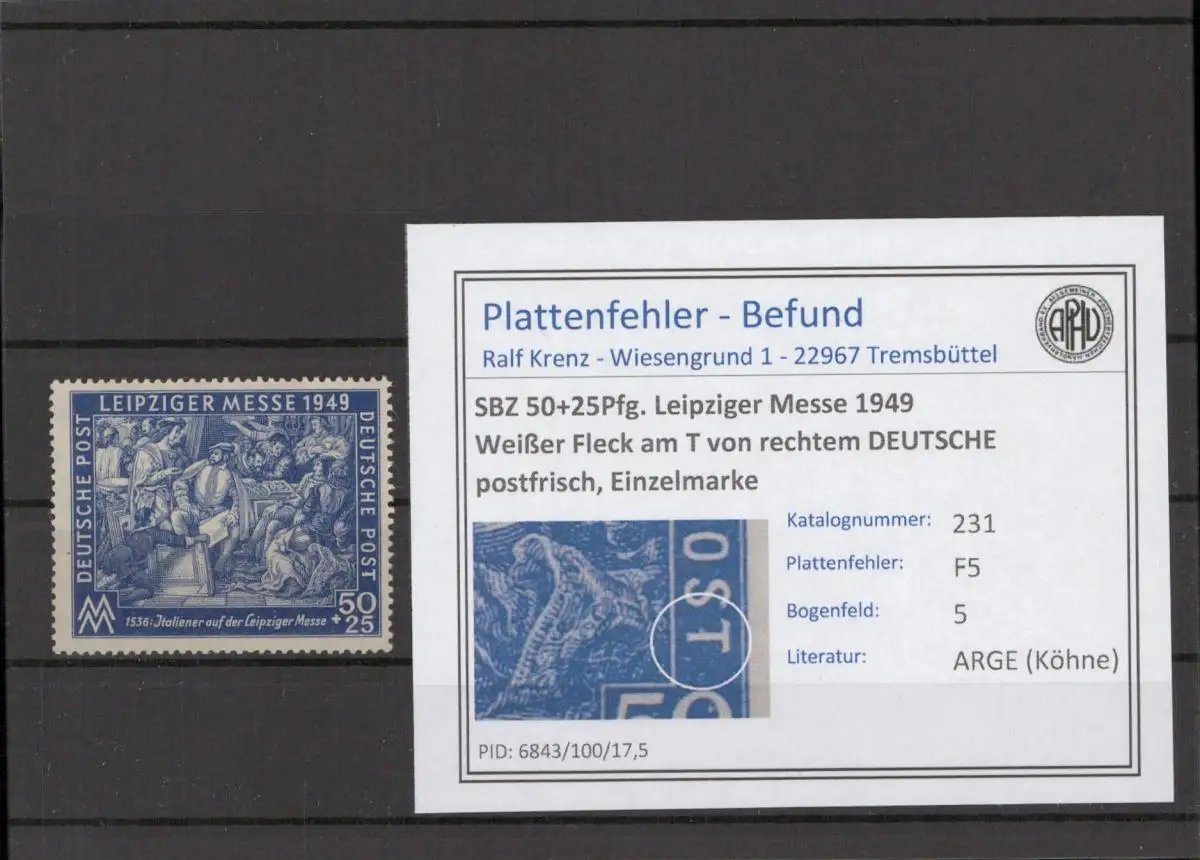 LEIPZIGER MESSE 1949
DEUTSCHE POST
DEUTSCHE POST
1536: Italiener auf der Leipziger Messe
50
+25
Plattenfehler - Befund
Ralf Krenz - Wiesengrund 1 - 22967 Tremsbüttel
APHV
SBZ 50+25Pfg. Leipziger Messe 1949
Weißer Fleck am T von rechtem DEUTSCHE
postfrisch, Einzelmarke
OST
50
Katalognummer: 231
Plattenfehler: F5
Bogenfeld: 5
Literatur: ARGE (Köhne)
PID: 6843/100/17,5